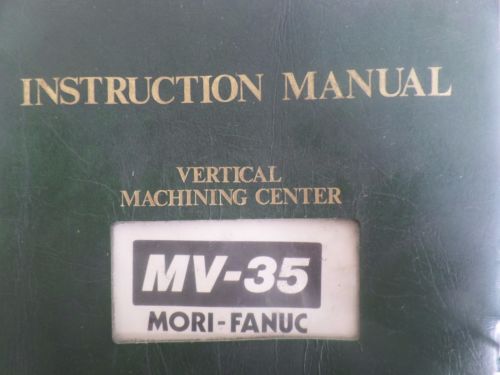 INSTRUCTION MANUAL
VERTICAL
MACHINING CENTER
MV-35
MORI-FANUC